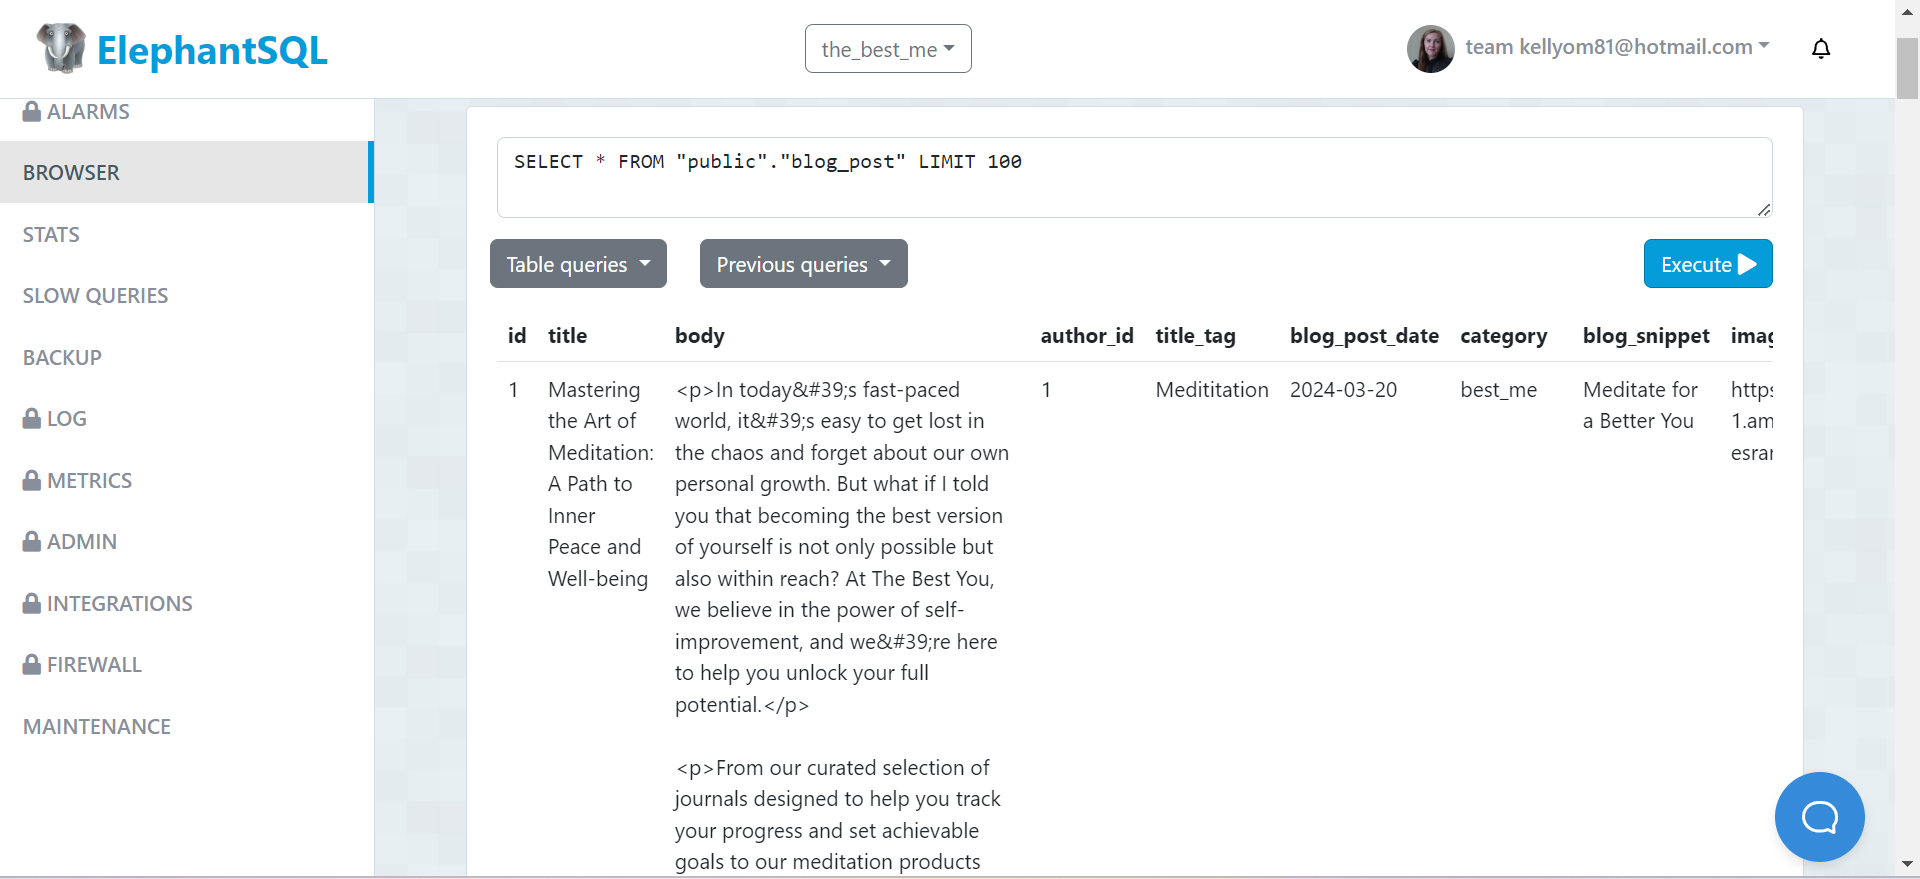 ElephantSQL
the_best_me
team kellyom81@hotmail.com
ALARMS
BROWSER
STATS
SLOW QUERIES
BACKUP
LOG
METRICS
ADMIN
INTEGRATIONS
FIREWALL
MAINTENANCE
SELECT * FROM "public"."blog_post" LIMIT 100
Table queries
Previous queries
Execute
id title body author_id title_tag blog_post_date category blog_snippet imag
1
Mastering
the Art of
Meditation:
A Path to
Inner
Peace and
Well-being
<p>In today&#39;s fast-paced
world, it&#39;s easy to get lost in
the chaos and forget about our own
personal growth. But what if I told
you that becoming the best version
of yourself is not only possible but
also within reach? At The Best You,
we believe in the power of self-
improvement, and we&#39;re here
to help you unlock your full
potential.</p>
<p>From our curated selection of
journals designed to help you track
your progress and set achievable
goals to our meditation products
1
Medititation
2024-03-20
best_me
Meditate for
a Better You
https
1.am
esrar